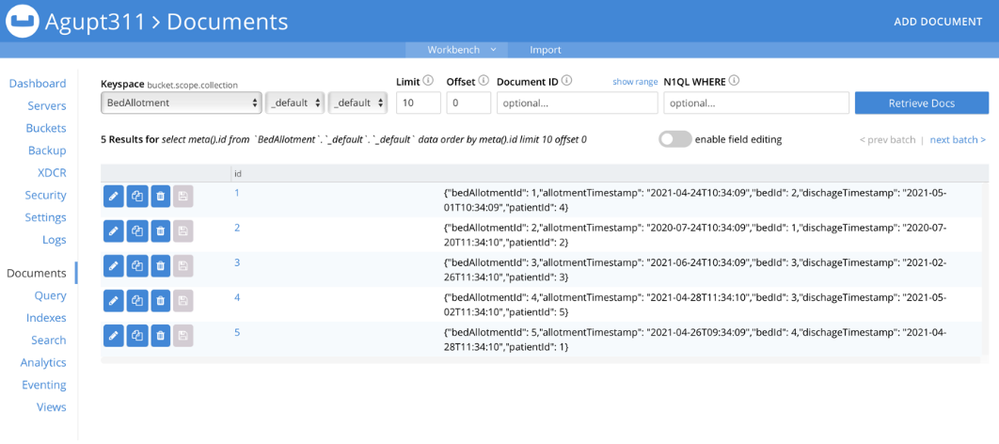 Agupt311 > Documents
ADD DOCUMENT
Workbench
Import
Dashboard
Servers
Buckets
Backup
XDCR
Security
Settings
Logs
Documents
Query
Indexes
Search
Analytics
Eventing
Views
Keyspace bucket.scope.collection
Limit
Offset
Document ID
show range
N1QL WHERE
BedAllotment
_default
_default
10
0
optional...
optional...
Retrieve Docs
5 Results for select meta().id from `BedAllotment`.`_default`.`_default` data order by meta().id limit 10 offset 0
enable field editing
< prev batch | next batch >
id
1
{"bedAllotmentId": 1,"allotmentTimestamp": "2021-04-24T10:34:09","bedId": 2,"dischageTimestamp": "2021-05-
01T10:34:09","patientId": 4}
2
{"bedAllotmentId": 2,"allotmentTimestamp": "2020-07-24T10:34:09","bedId": 1,"dischageTimestamp": "2020-07-
20T11:34:10","patientId": 2}
3
{"bedAllotmentId": 3,"allotmentTimestamp": "2021-06-24T10:34:09","bedId": 3,"dischageTimestamp": "2021-02-
26T11:34:10","patientId": 3}
4
{"bedAllotmentId": 4,"allotmentTimestamp": "2021-04-28T11:34:10","bedId": 3,"dischageTimestamp": "2021-05-
02T11:34:10","patientId": 5}
5
{"bedAllotmentId": 5,"allotmentTimestamp": "2021-04-26T09:34:09","bedId": 4,"dischageTimestamp": "2021-04-
28T11:34:10","patientId": 1}